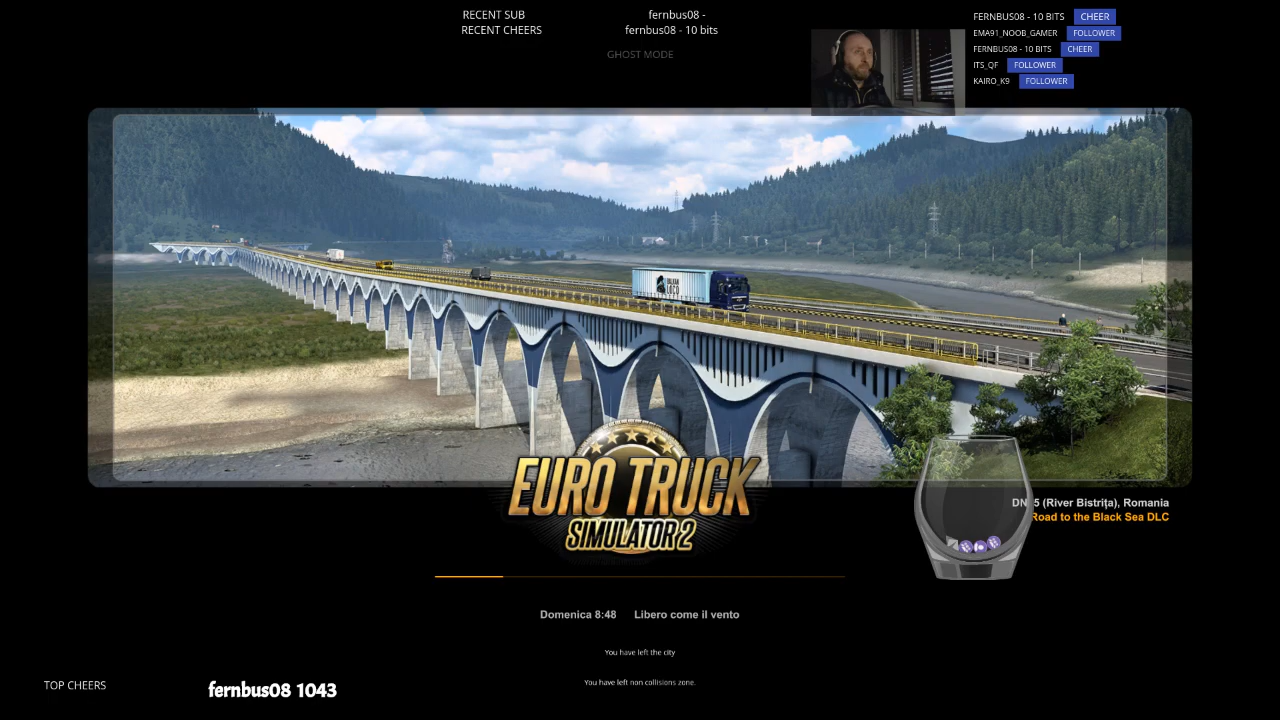 RECENT SUB
fernbus08 -
RECENT CHEERS
fernbus08 - 10 bits
GHOST MODE
FERNBUS08 - 10 BITS CHEER
EMA91_NOOB_GAMER FOLLOWER
FERNBUS08 - 10 BITS CHEER
ITS_QF FOLLOWER
KAIRO_K9 FOLLOWER
EURO TRUCK
SIMULATOR 2
5 (River Bistrița), Romania
Road to the Black Sea DLC
Domenica 8:48 Libero come il vento
You have left the city
You have left non collisions zone.
TOP CHEERS
fernbus08 1043